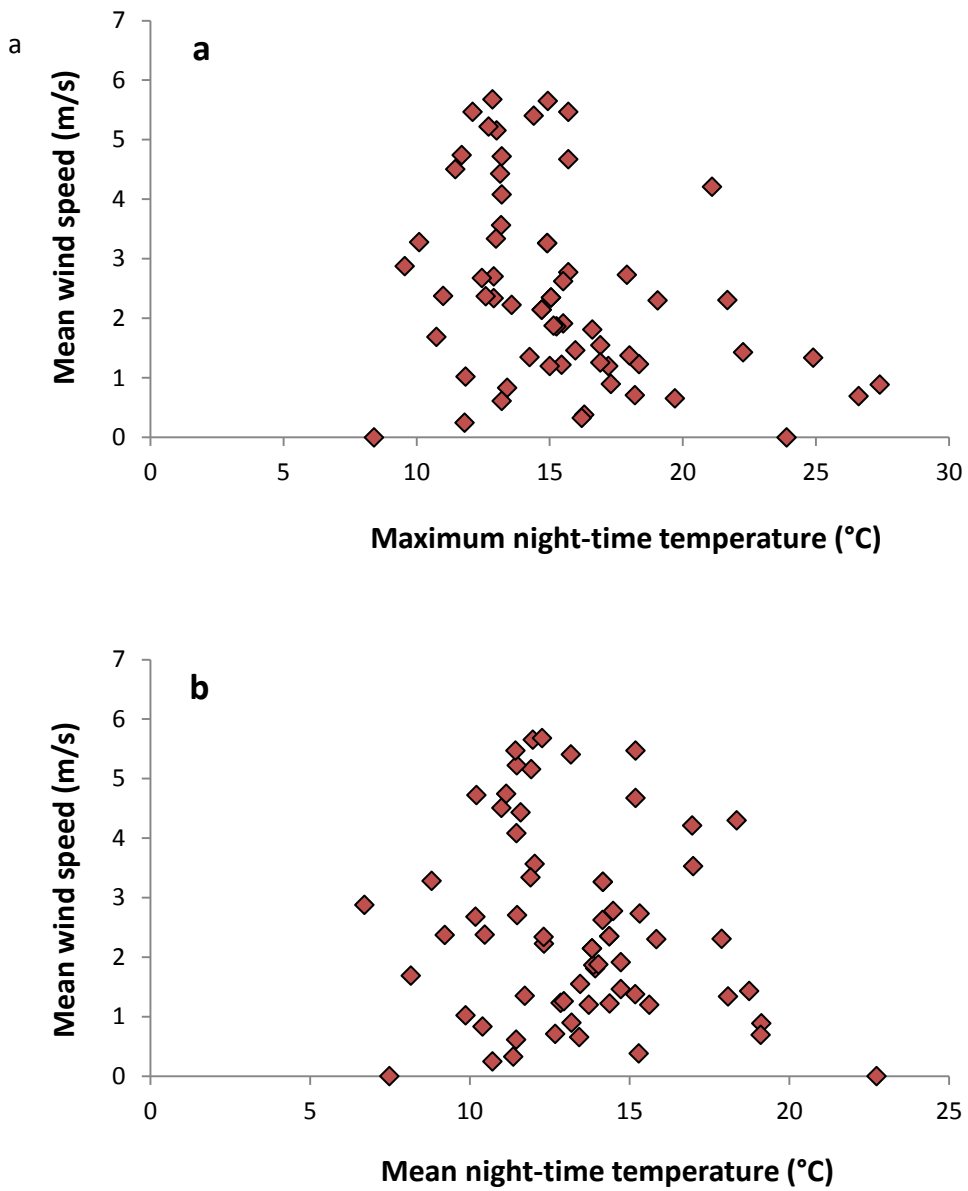 a
a
Mean wind speed (m/s)
7
6
5
4
3
2
1
0
0 5 10 15 20 25 30
Maximum night-time temperature (°C)
b
Mean wind speed (m/s)
7
6
5
4
3
2
1
0
0 5 10 15 20 25
Mean night-time temperature (°C)